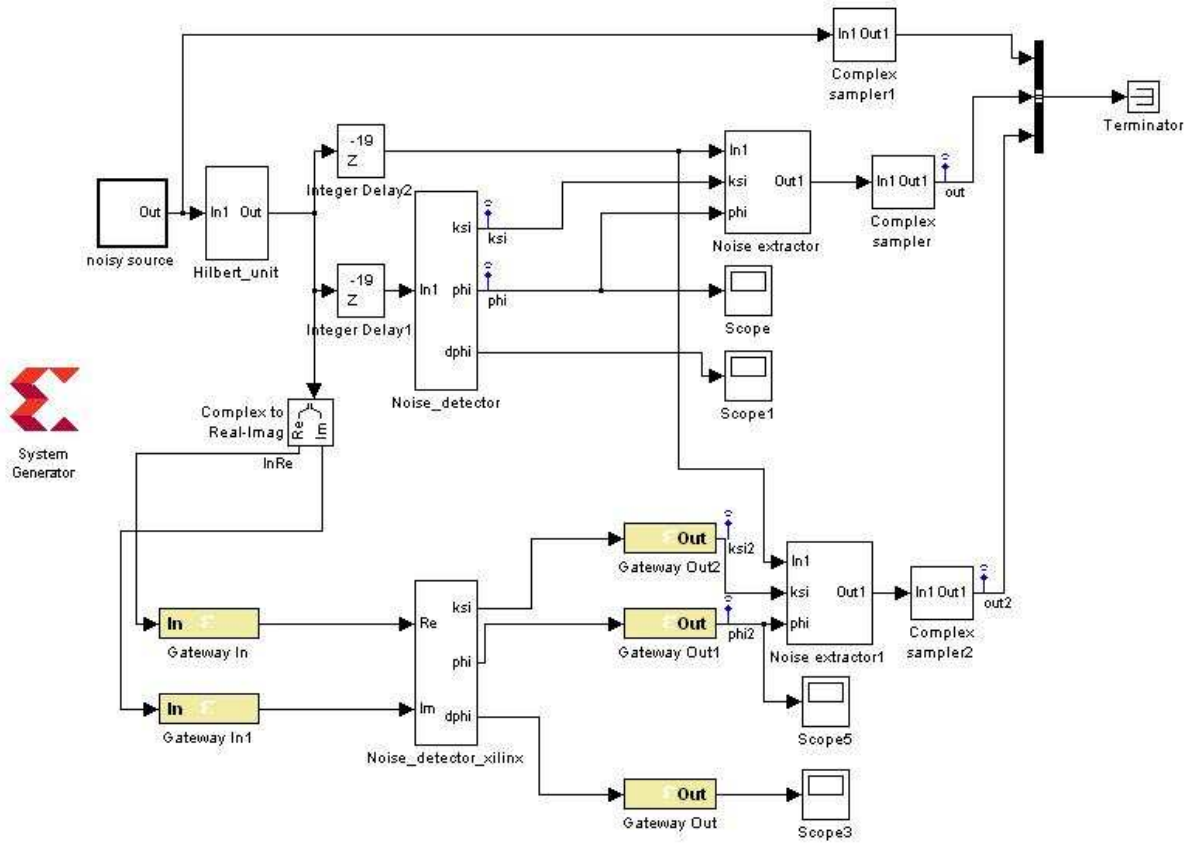 In1 Out1
Complex
sampler1
Terminator
-19
Z
Integer Delay2
In1
ksi
phi
Out1
Noise extractor
In1 Out1
Complex
sampler
out
Out
noisy source
In1 Out
Hilbert_unit
ksi
ksi
-19
Z
Integer Delay1
In1
phi
phi
dphi
Noise_detector
Scope
Scope1
Complex to
Real-Imag
Re
Im
InRe
System
Generator
Out
Gateway Out2
ksi2
In1
ksi
phi
Out1
Noise extractor1
In1 Out1
Complex
sampler2
out2
In
Gateway In
Re
Im
ksi
phi
dphi
Noise_detector_xilinx
Out
Gateway Out1
phi2
In
Gateway In1
Scope5
Out
Gateway Out
Scope3